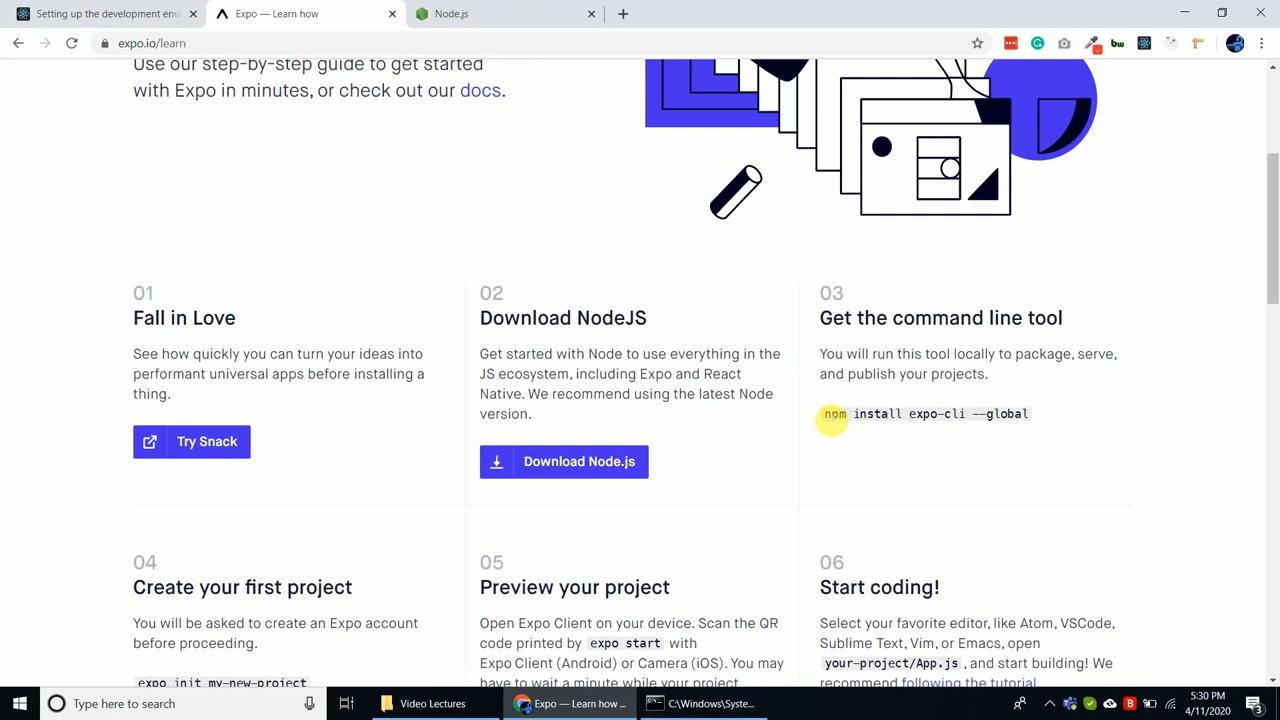 Setting up the development envi
Expo — Learn how
Node.js
expo.io/learn
Use our step-by-step guide to get started
with Expo in minutes, or check out our docs.
01
Fall in Love
See how quickly you can turn your ideas into
performant universal apps before installing a
thing.
Try Snack
02
Download NodeJS
Get started with Node to use everything in the
JS ecosystem, including Expo and React
Native. We recommend using the latest Node
version.
Download Node.js
03
Get the command line tool
You will run this tool locally to package, serve,
and publish your projects.
npm install expo-cli --global
04
Create your first project
You will be asked to create an Expo account
before proceeding.
expo init my-new-project
05
Preview your project
Open Expo Client on your device. Scan the QR
code printed by expo start with
Expo Client (Android) or Camera (iOS). You may
have to wait a minute while your project
06
Start coding!
Select your favorite editor, like Atom, VSCode,
Sublime Text, Vim, or Emacs, open
your-project/App.js , and start building! We
recommend following the tutorial
Type here to search
Video Lectures
Expo — Learn how ...
C:\Windows\Syste...
5:30 PM
4/11/2020
3